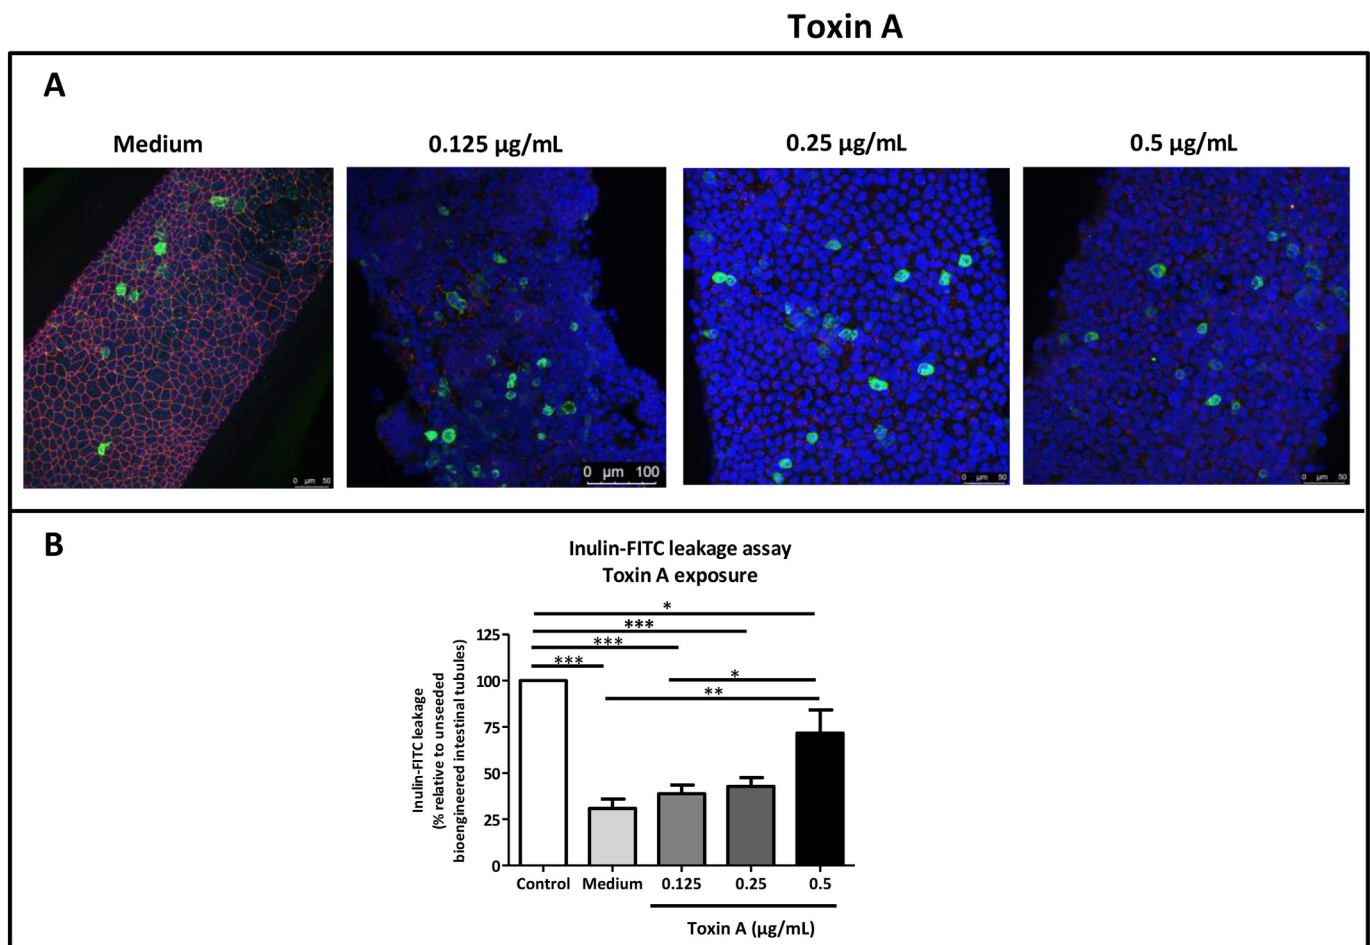 Toxin A
A
Medium
0.125 µg/mL
0.25 µg/mL
0.5 µg/mL
0 µm 50
0 µm 100
0 µm 50
0 µm 50
B
Inulin-FITC leakage assay
Toxin A exposure
*
***
***
***
*
**
Inulin-FITC leakage
(% relative to unseeded
bioengineered intestinal tubules)
125
100
75
50
25
0
Control Medium 0.125 0.25 0.5
Toxin A (µg/mL)